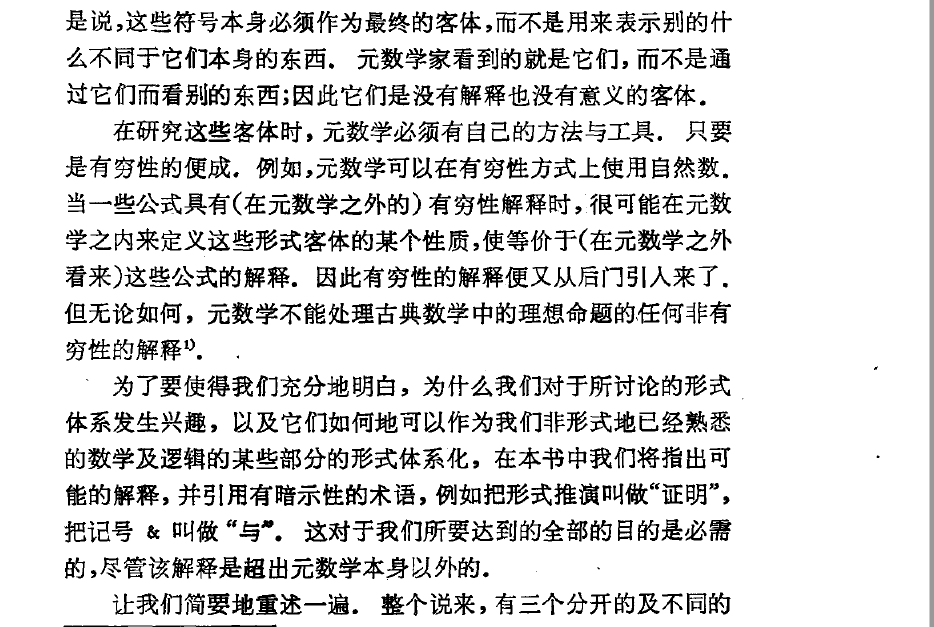 是说,这些符号本身必须作为最终的客体,而不是用来表示别的什
么不同于它们本身的东西. 元数学家看到的就是它们,而不是通
过它们而看别的东西;因此它们是没有解释也没有意义的客体.
在研究这些客体时,元数学必须有自己的方法与工具. 只要
是有穷性的便成. 例如,元数学可以在有穷性方式上使用自然数.
当一些公式具有(在元数学之外的)有穷性解释时,很可能在元数
学之内来定义这些形式客体的某个性质,使等价于(在元数学之外
看来)这些公式的解释. 因此有穷性的解释便又从后门引入来了.
但无论如何,元数学不能处理古典数学中的理想命题的任何非有
穷性的解释¹⁾.
为了要使得我们充分地明白,为什么我们对于所讨论的形式
体系发生兴趣,以及它们如何地可以作为我们非形式地已经熟悉
的数学及逻辑的某些部分的形式体系化,在本书中我们将指出可
能的解释,并引用有暗示性的术语,例如把形式推演叫做“证明”,
把记号 & 叫做“与”. 这对于我们所要达到的全部的目的是必需
的,尽管该解释是超出元数学本身以外的.
让我们简要地重述一遍. 整个说来,有三个分开的及不同的